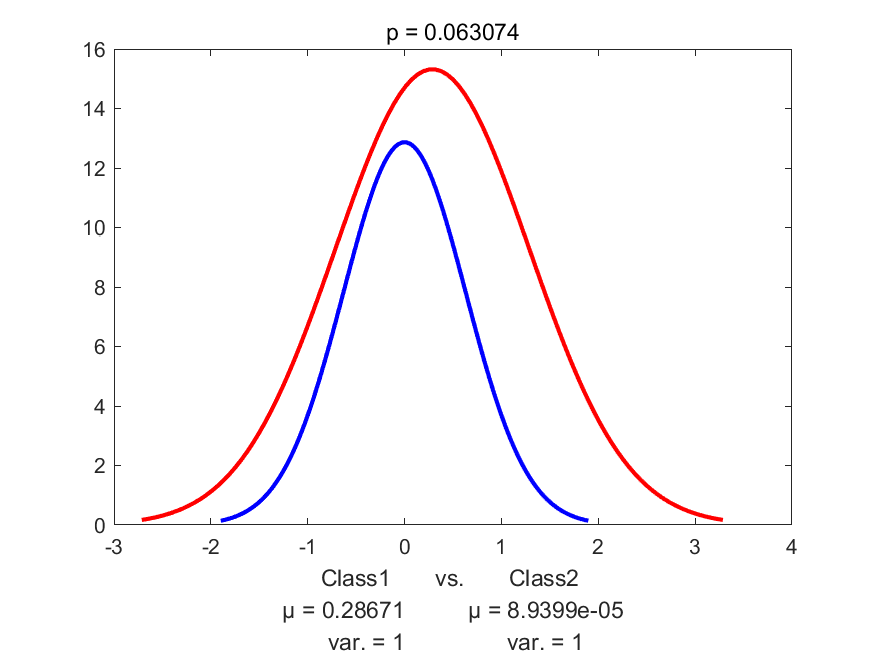 p = 0.063074
16
14
12
10
8
6
4
2
0
-3 -2 -1 0 1 2 3 4
Class1 vs. Class2
μ = 0.28671 μ = 8.9399e-05
var. = 1 var. = 1